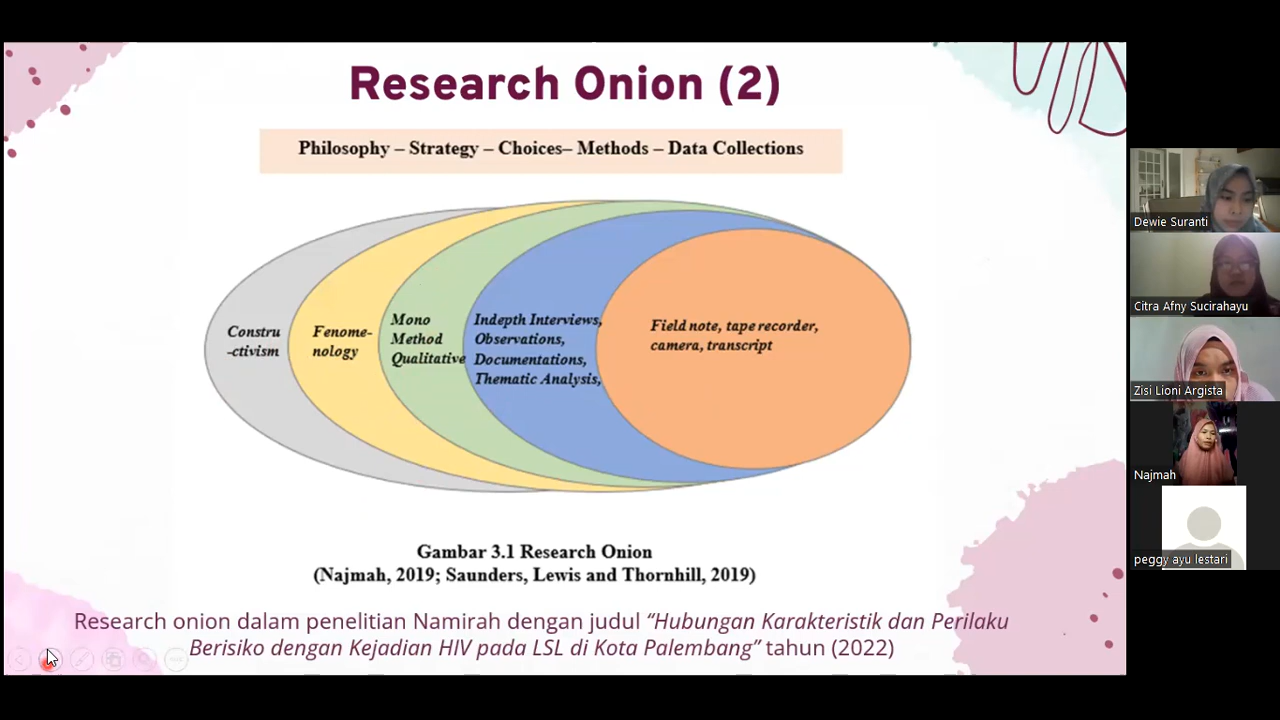 Research Onion (2)
Philosophy – Strategy – Choices– Methods – Data Collections
Constru
-ctivism
Fenome-
nology
Mono
Method
Qualitative
Indepth Interviews,
Observations,
Documentations,
Thematic Analysis,
Field note, tape recorder,
camera, transcript
Gambar 3.1 Research Onion
(Najmah, 2019; Saunders, Lewis and Thornhill, 2019)
Research onion dalam penelitian Namirah dengan judul “Hubungan Karakteristik dan Perilaku
Berisiko dengan Kejadian HIV pada LSL di Kota Palembang” tahun (2022)
Dewie Suranti
Citra Afny Sucirahayu
Zisi Lioni Argista
Najmah
peggy ayu lestari